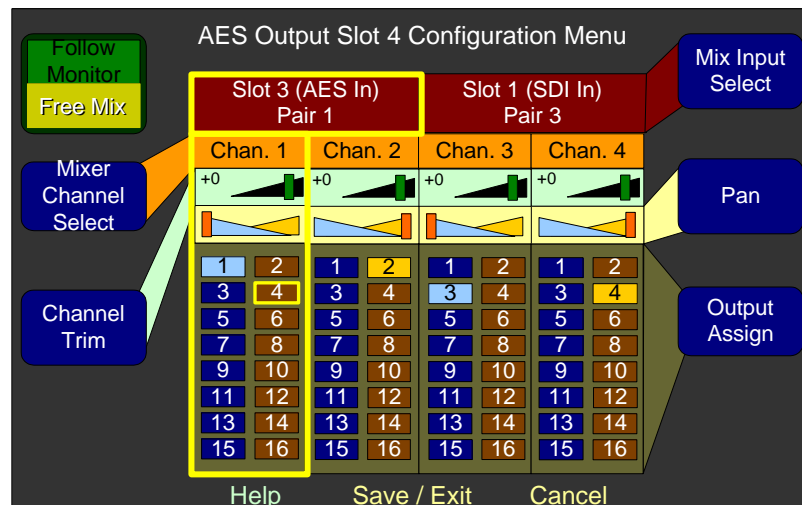 AES Output Slot 4 Configuration Menu
Follow
Monitor
Free Mix
Mix Input
Select
Slot 3 (AES In)
Pair 1
Slot 1 (SDI In)
Pair 3
Mixer
Channel
Select
Chan. 1 Chan. 2 Chan. 3 Chan. 4
+0 +0 +0 +0
Pan
Channel
Trim
Output
Assign
1 2 1 2 1 2 1 2
3 4 3 4 3 4 3 4
5 6 5 6 5 6 5 6
7 8 7 8 7 8 7 8
9 10 9 10 9 10 9 10
11 12 11 12 11 12 11 12
13 14 13 14 13 14 13 14
15 16 15 16 15 16 15 16
Help Save / Exit Cancel